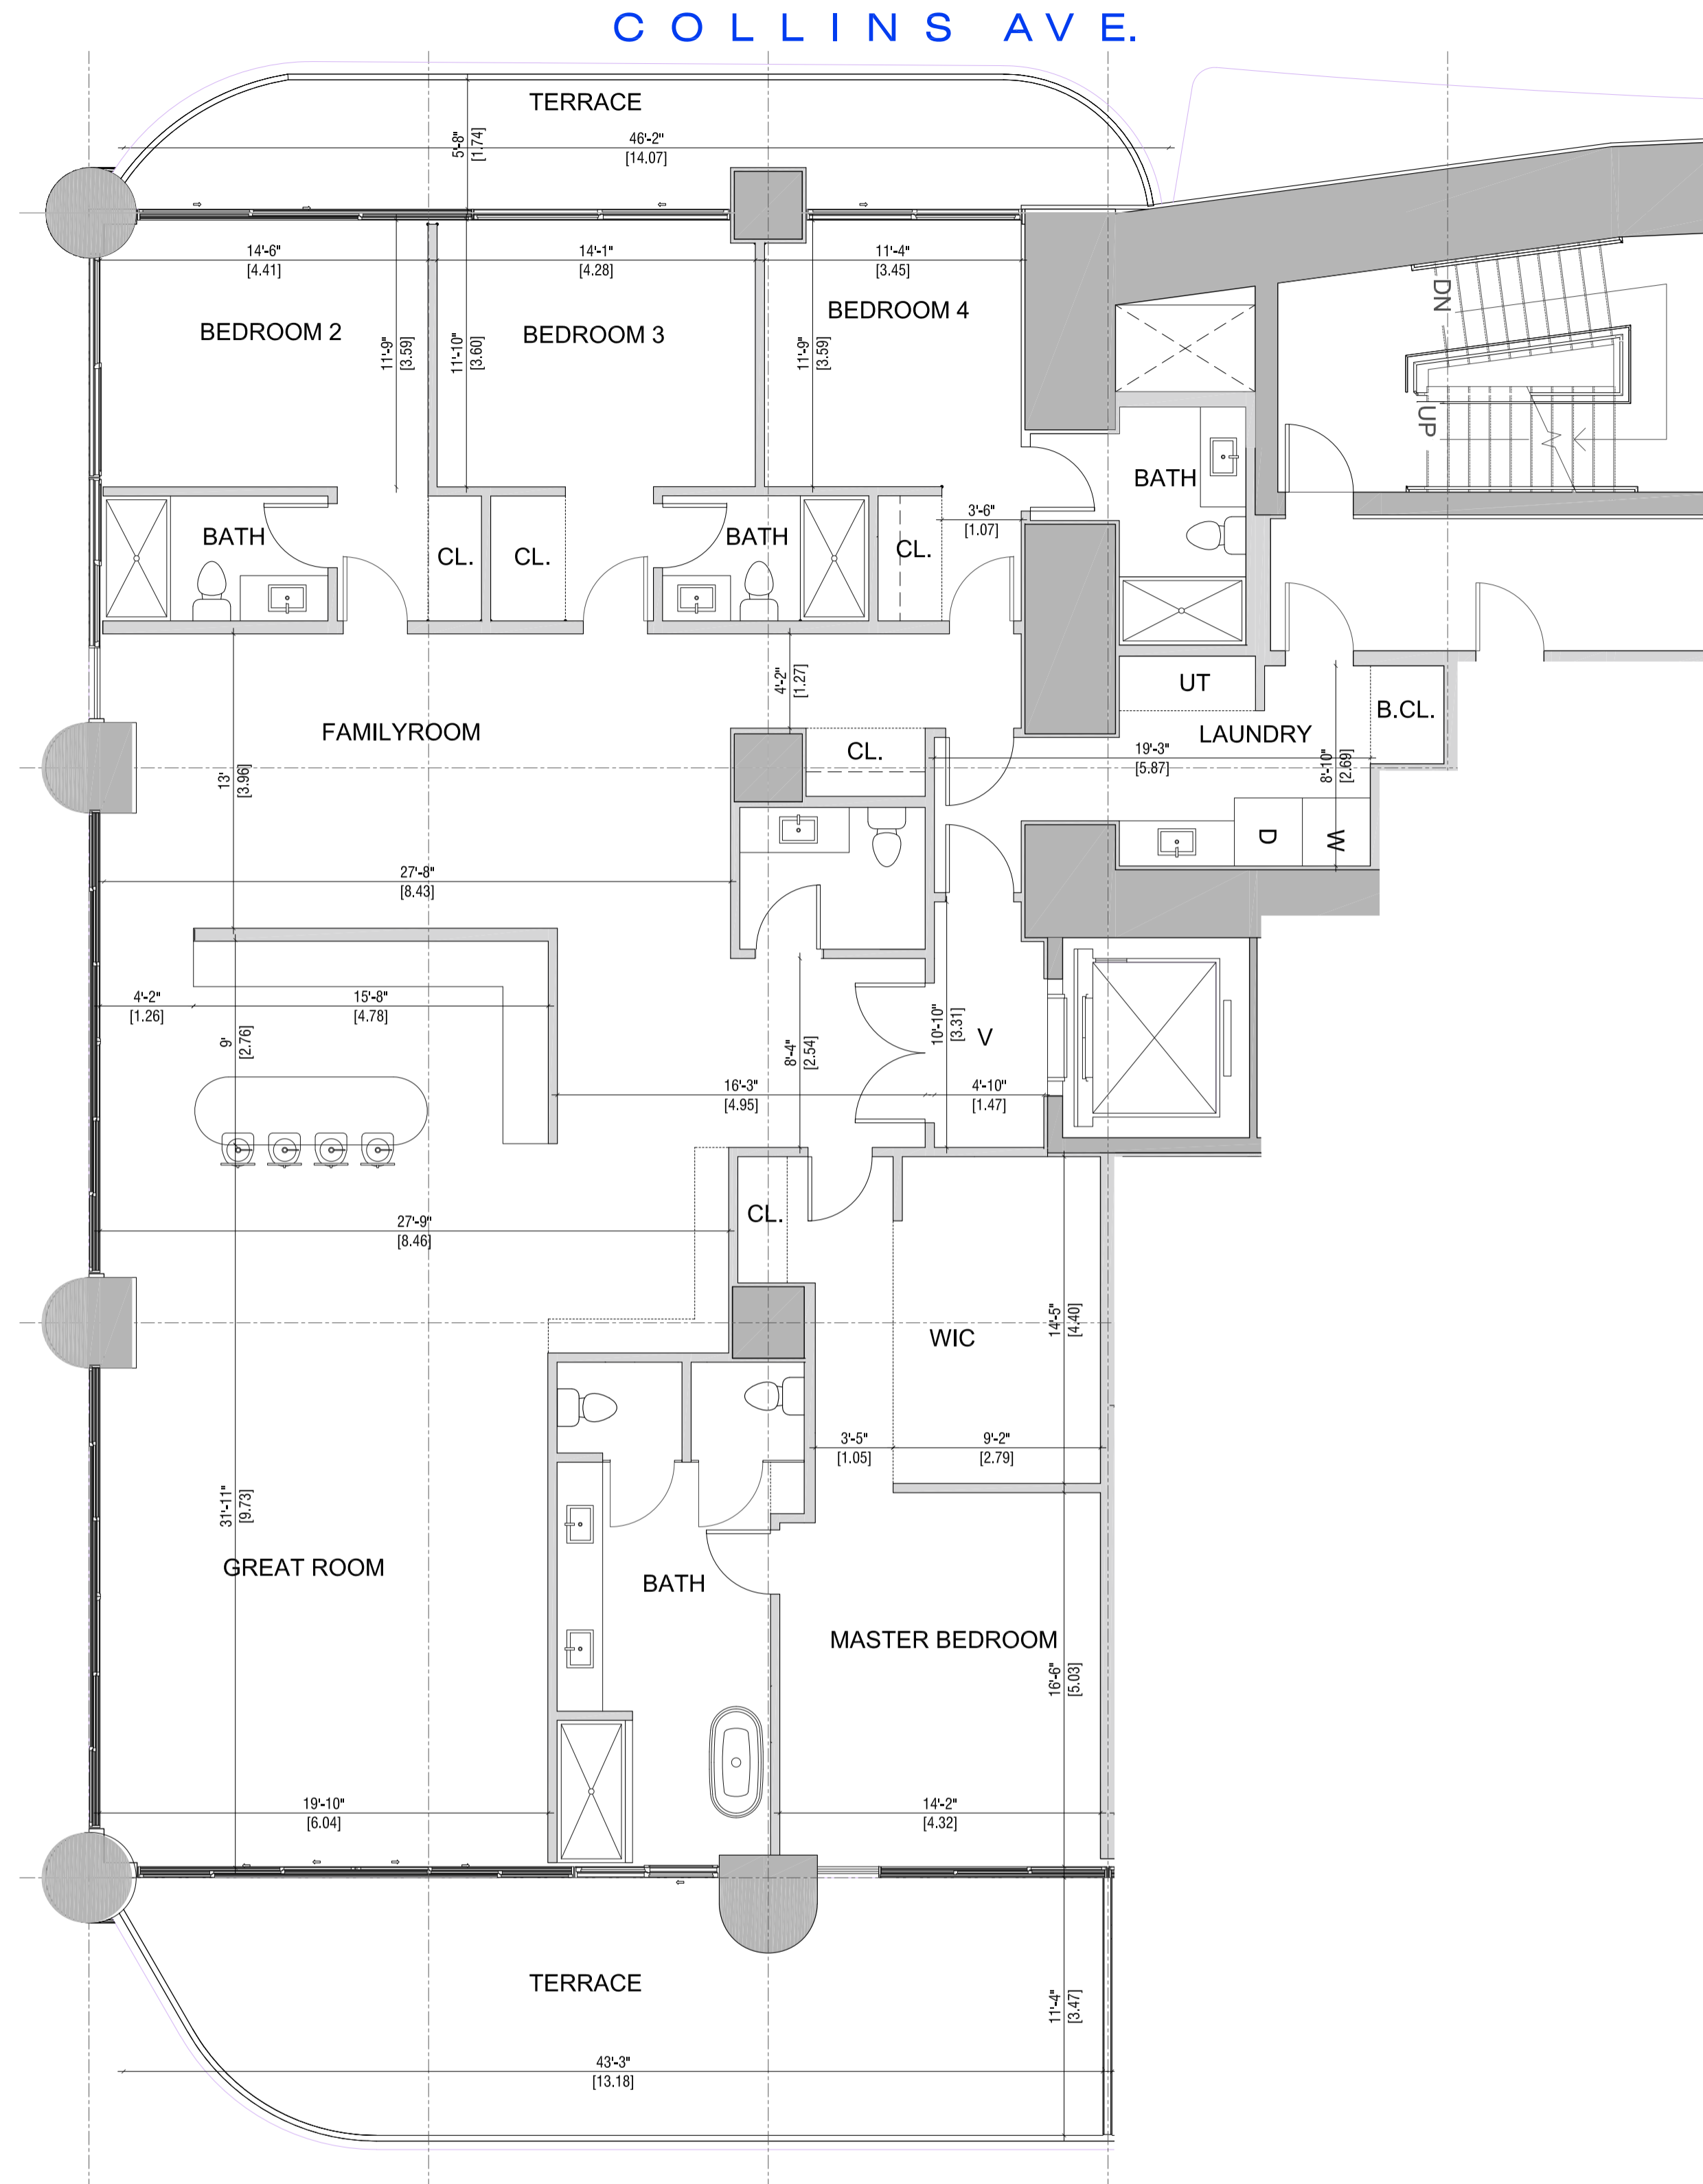 COLLINS AVE.
TERRACE
5'-8"
[1.74]
46'-2"
[14.07]
14'-6"
[4.41]
14'-1"
[4.28]
11'-4"
[3.45]
BEDROOM 2
11'-9"
[3.59]
11'-10"
[3.60]
BEDROOM 3
11'-9"
[3.59]
BEDROOM 4
DN
UP
BATH
3'-6"
[1.07]
BATH
CL.
CL.
BATH
CL.
4'-2"
[1.27]
UT
B.CL.
FAMILYROOM
13'
[3.96]
CL.
LAUNDRY
19'-3"
[5.87]
8'-10"
[2.69]
D
W
27'-8"
[8.43]
4'-2"
[1.26]
15'-8"
[4.78]
9'
[2.76]
8'-4"
[2.54]
10'-10"
[3.31]
V
16'-3"
[4.95]
4'-10"
[1.47]
CL.
27'-9"
[8.46]
WIC
14'-5"
[4.40]
3'-5"
[1.05]
9'-2"
[2.79]
31'-11"
[9.73]
GREAT ROOM
BATH
MASTER BEDROOM
16'-6"
[5.03]
19'-10"
[6.04]
14'-2"
[4.32]
TERRACE
11'-4"
[3.47]
43'-3"
[13.18]